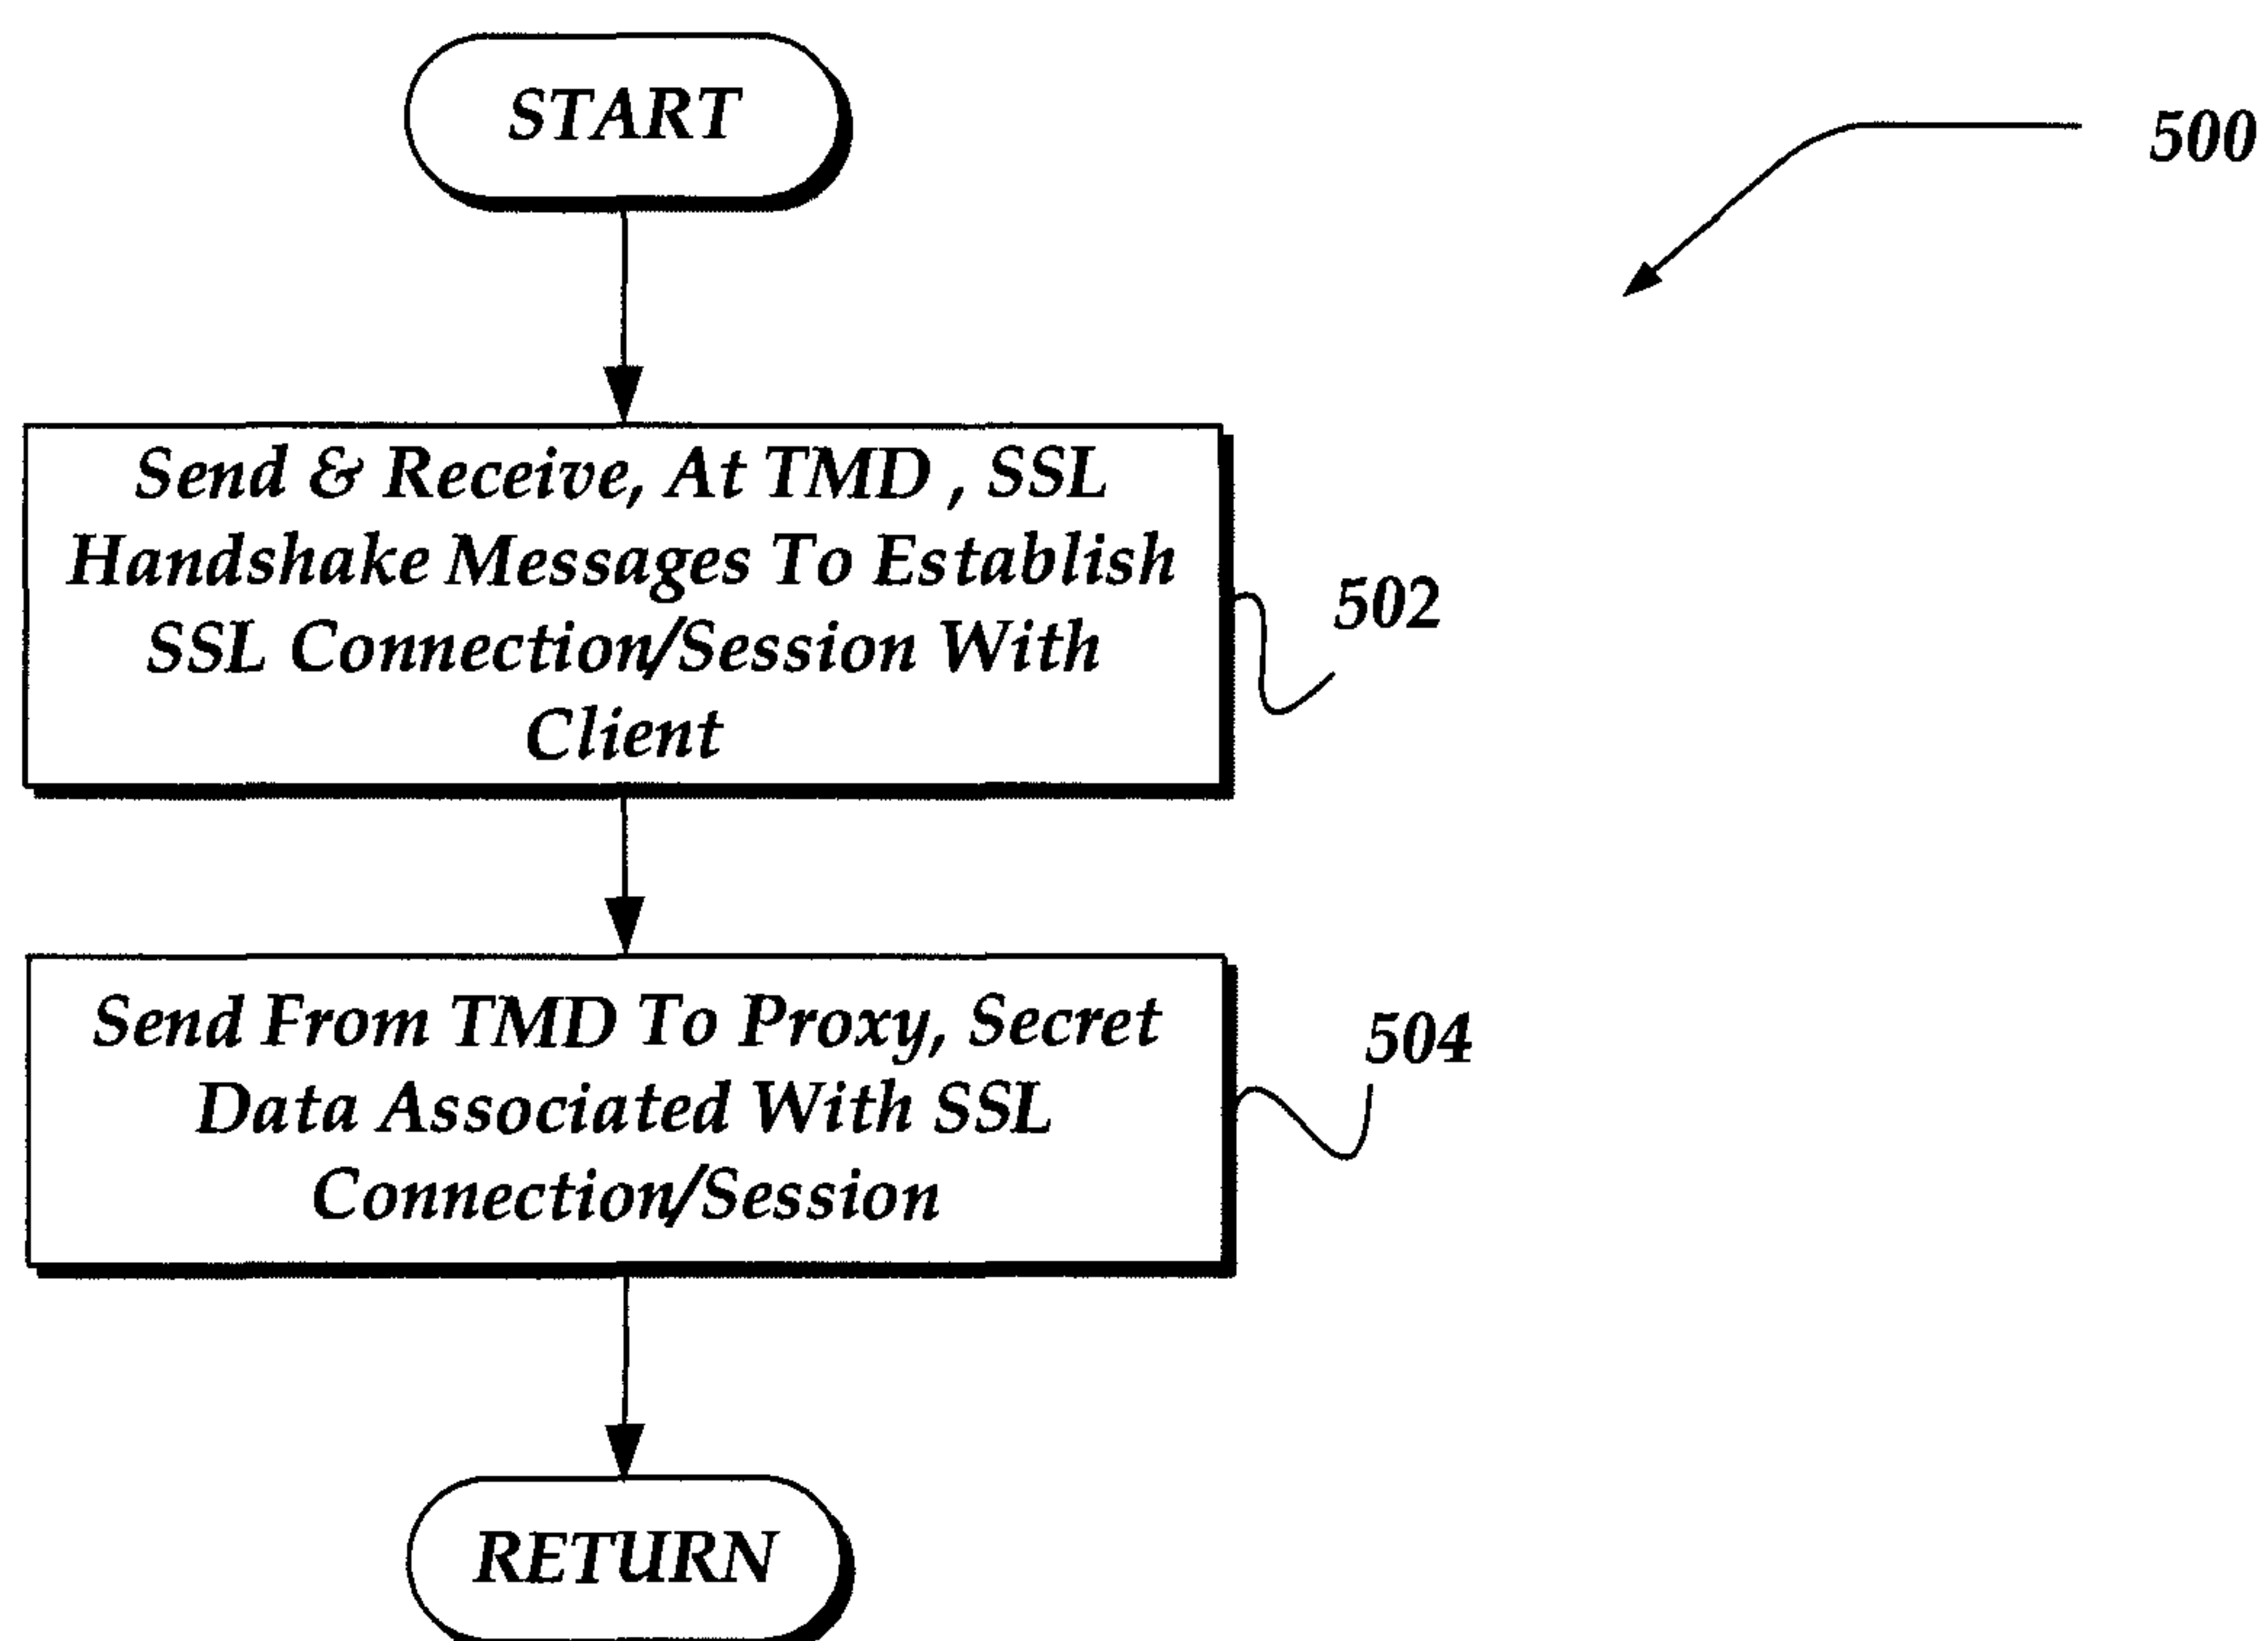 START
500
Send & Receive, At TMD , SSL
Handshake Messages To Establish
SSL Connection/Session With
Client
502
Send From TMD To Proxy, Secret
Data Associated With SSL
Connection/Session
504
RETURN